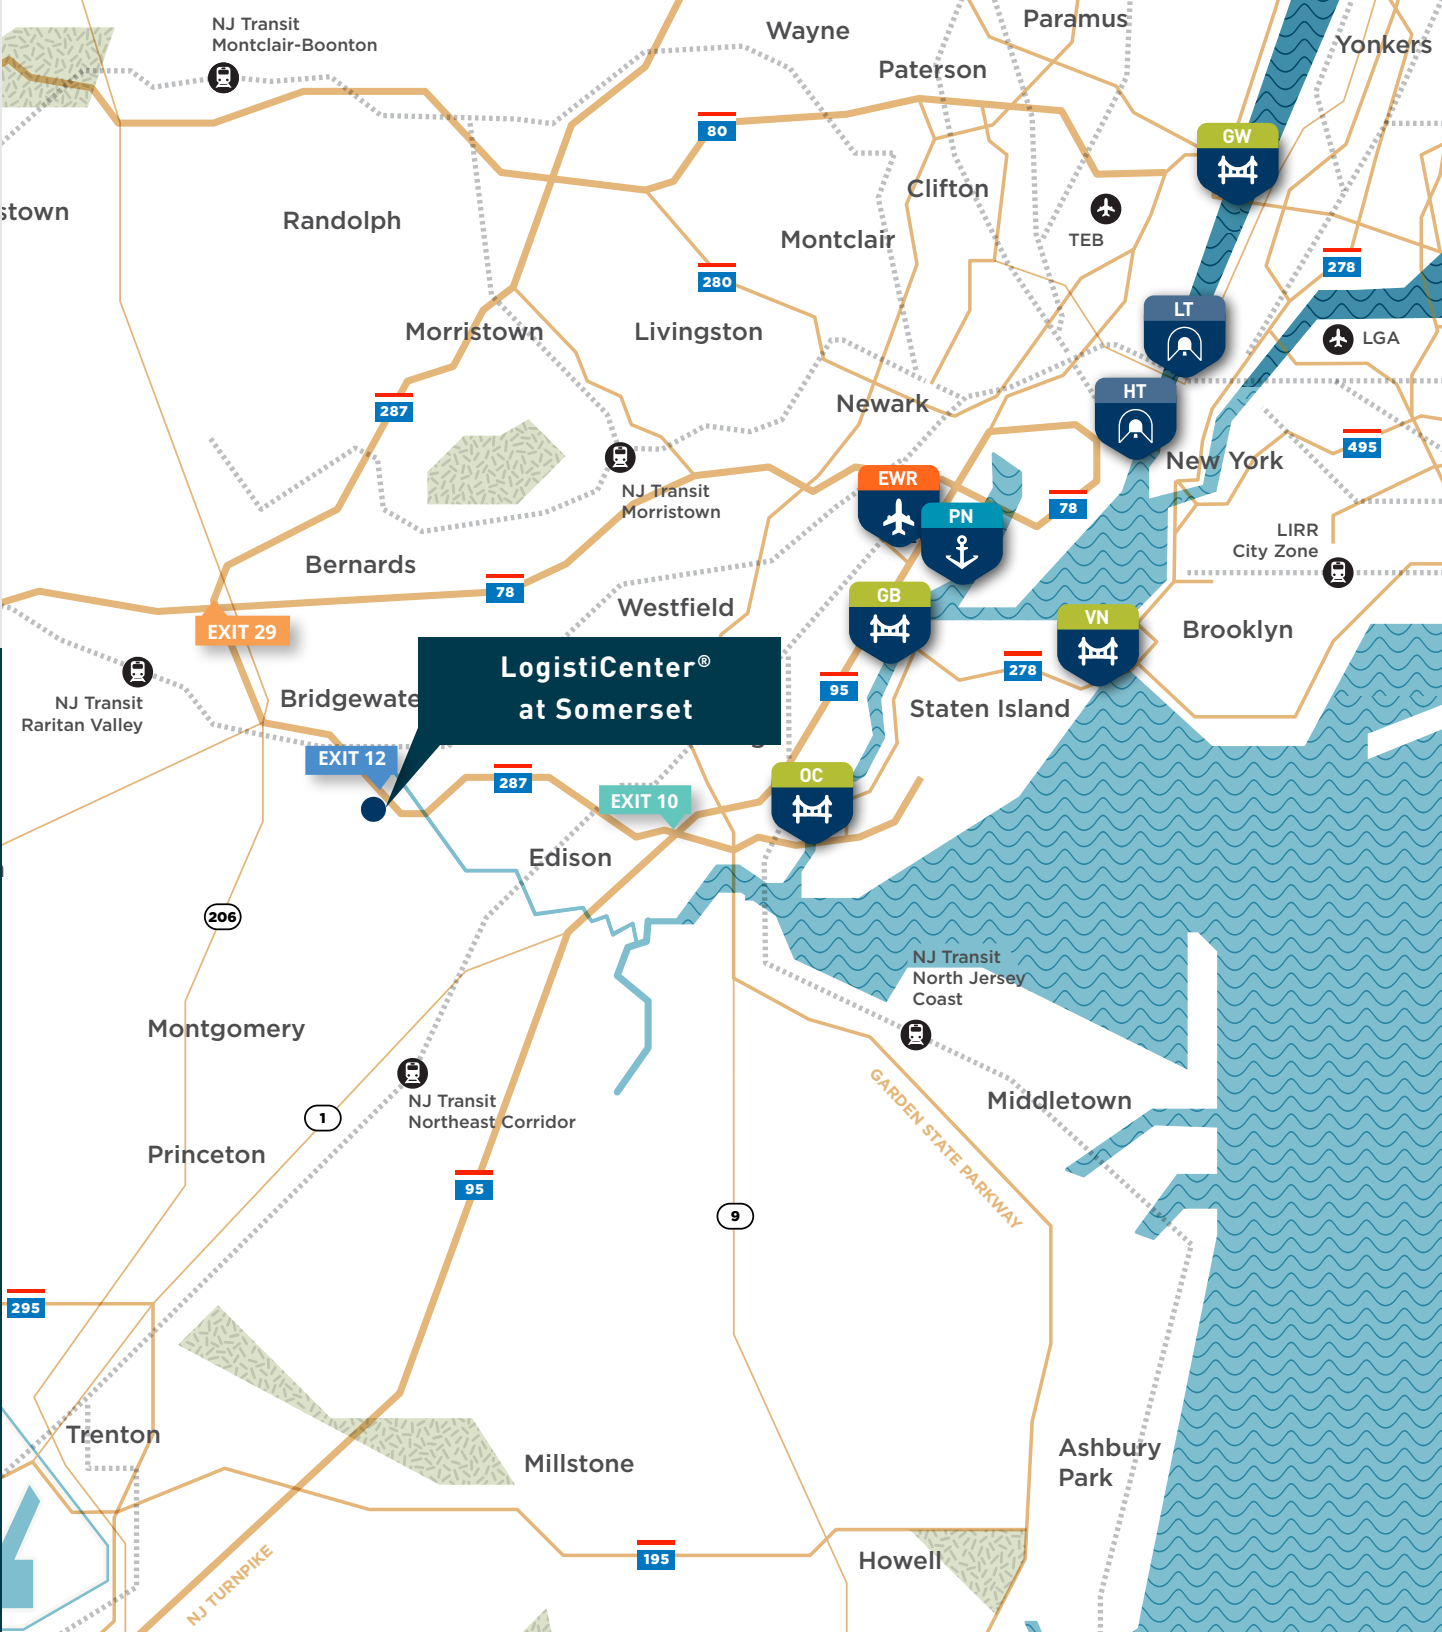 NJ Transit
Montclair-Boonton
Wayne
Paramus
Yonkers
Paterson
80
GW
Clifton
stown
Randolph
Montclair
TEB
278
280
LT
Morristown
Livingston
LGA
HT
287
Newark
495
New York
EWR
NJ Transit
Morristown
78
PN
LIRR
City Zone
Bernards
78
Westfield
GB
VN
Brooklyn
EXIT 29
LogistiCenter®
at Somerset
278
95
NJ Transit
Raritan Valley
Bridgewate
Staten Island
g
EXIT 12
287
OC
EXIT 10
Edison
206
NJ Transit
North Jersey
Coast
Montgomery
NJ Transit
Northeast Corridor
1
GARDEN STATE PARKWAY
Middletown
Princeton
95
9
295
Trenton
Millstone
Ashbury
Park
195
Howell
NJ TURNPIKE